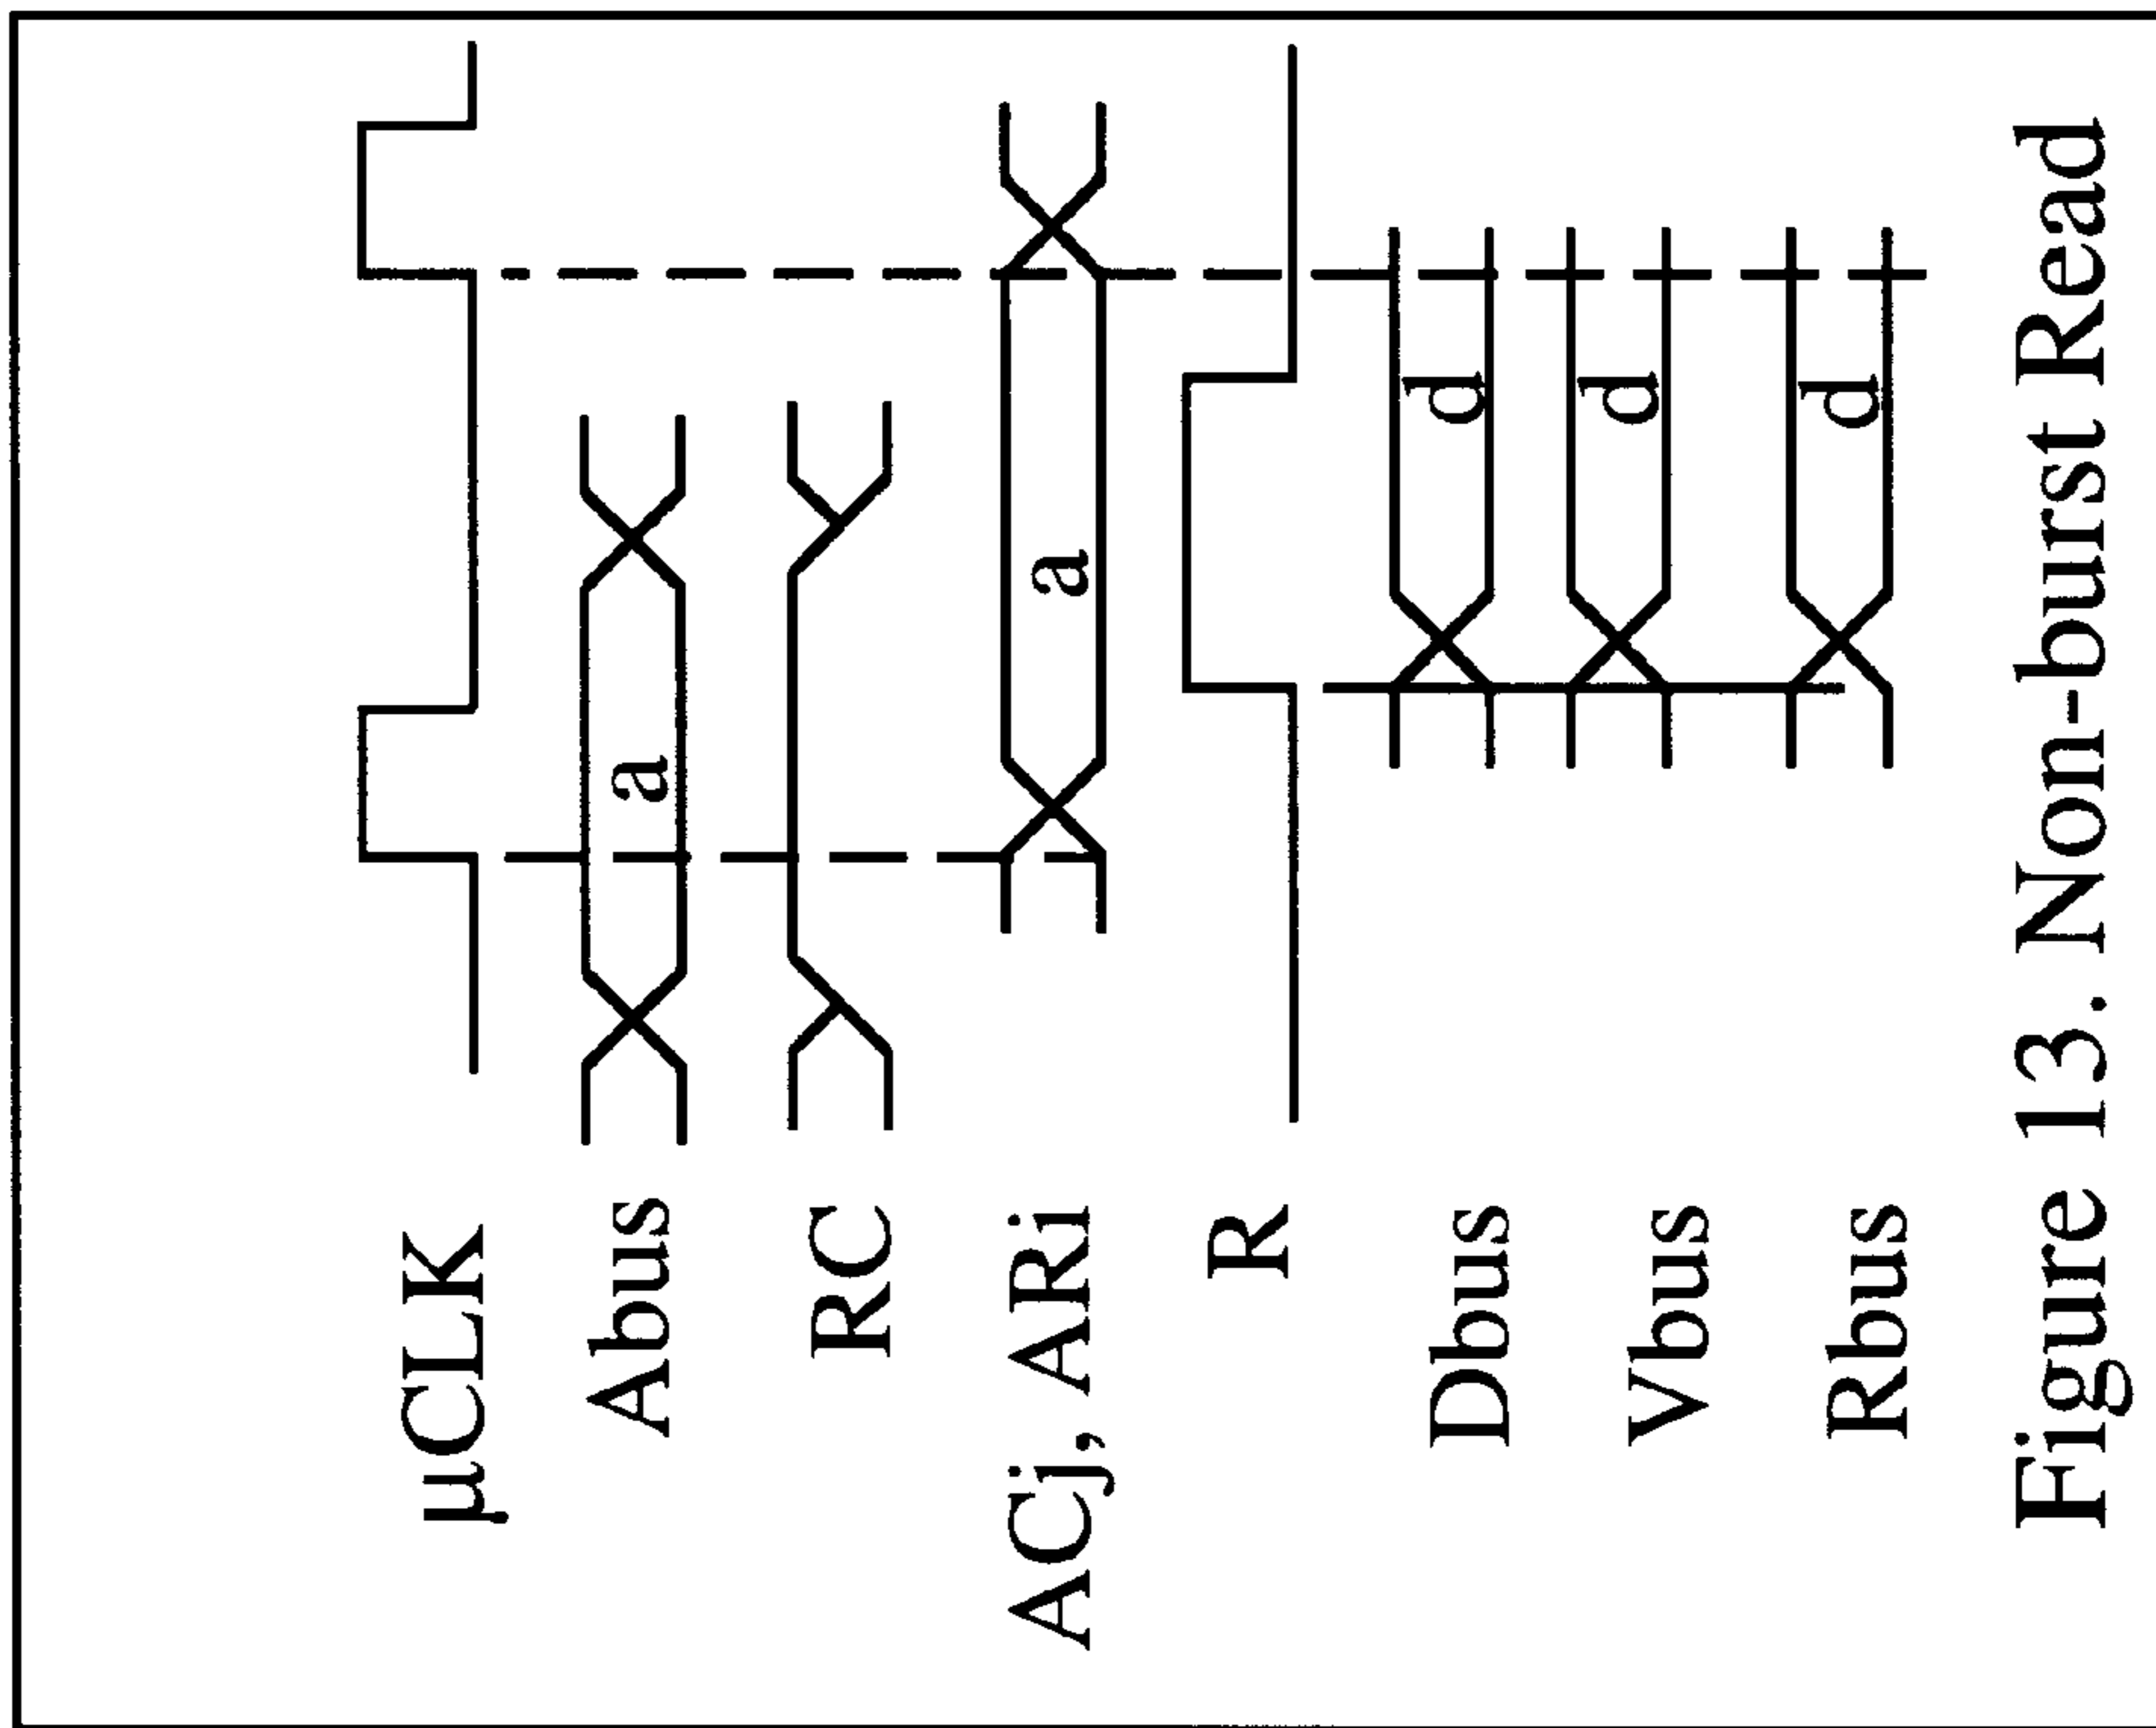 µCLK
Abus
a
RC
ACj, ARi
a
R
Dbus
d
Vbus
d
Rbus
d
Figure 13. Non-burst Read